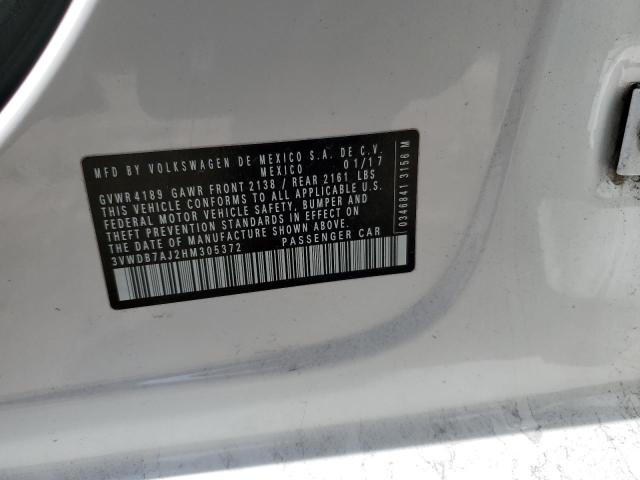 MFD BY VOLKSWAGEN DE MEXICO S.A. DE C.V.
MEXICO 01/17
GVWR 4189 GAWR FRONT 2138 / REAR 2161 LBS
THIS VEHICLE CONFORMS TO ALL APPLICABLE U.S.
FEDERAL MOTOR VEHICLE SAFETY, BUMPER AND
THEFT PREVENTION STANDARDS IN EFFECT ON
THE DATE OF MANUFACTURE SHOWN ABOVE.
3VWDB7AJ2HM305372 PASSENGER CAR
0346841 3156 M